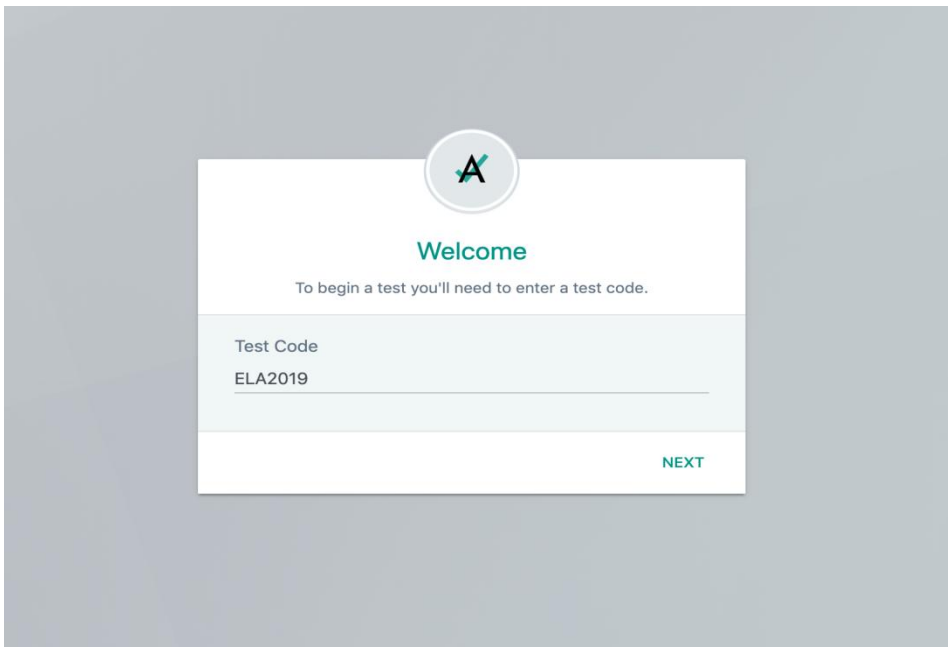 A
Welcome
To begin a test you'll need to enter a test code.
Test Code
ELA2019
NEXT